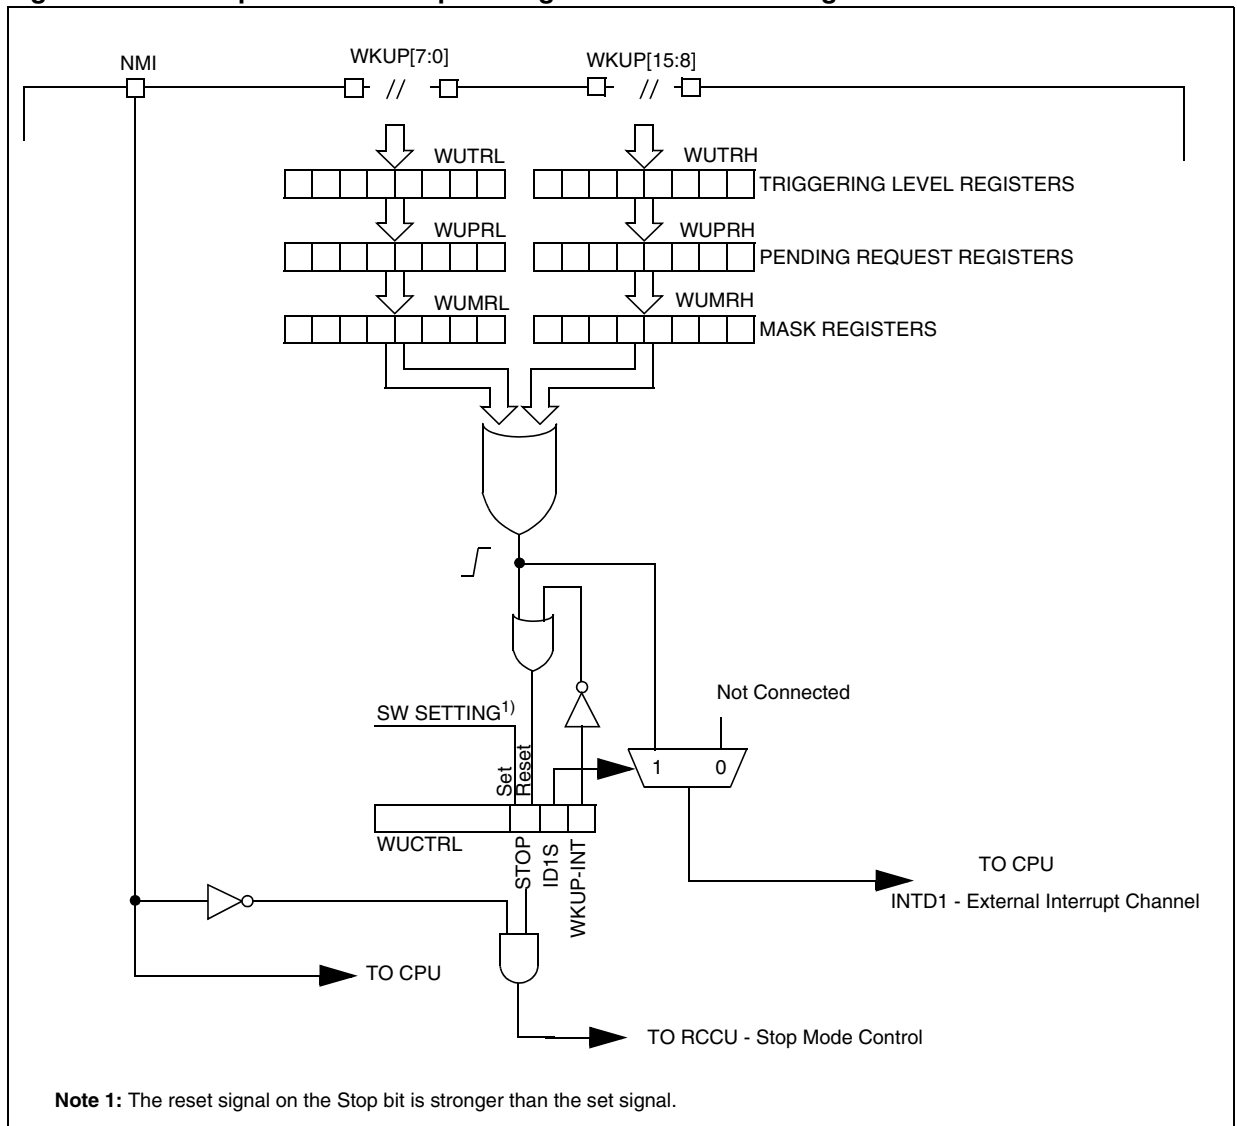 NMI
WKUP[7:0]
WKUP[15:8]
//
//
WUTRL
WUTRH
TRIGGERING LEVEL REGISTERS
WUPRL
WUPRH
PENDING REQUEST REGISTERS
WUMRL
WUMRH
MASK REGISTERS
Not Connected
SW SETTING1)
Set
Reset
1
0
WUCTRL
STOP
ID1S
WKUP-INT
TO CPU
INTD1 - External Interrupt Channel
TO CPU
TO RCCU - Stop Mode Control
Note 1: The reset signal on the Stop bit is stronger than the set signal.